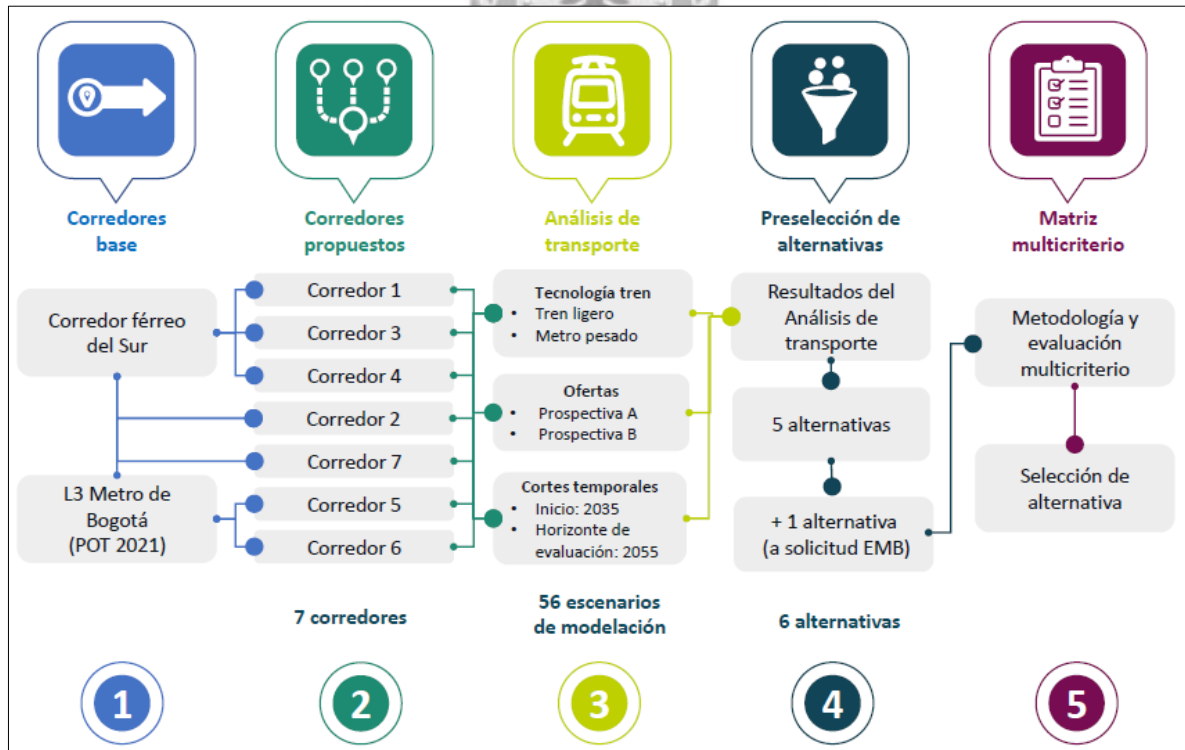 Corredores
base
Corredor férreo
del Sur
L3 Metro de
Bogotá
(POT 2021)
1
Corredores
propuestos
Corredor 1
Corredor 3
Corredor 4
Corredor 2
Corredor 7
Corredor 5
Corredor 6
7 corredores
2
Análisis de
transporte
Tecnología tren
• Tren ligero
• Metro pesado
Ofertas
• Prospectiva A
• Prospectiva B
Cortes temporales
• Inicio: 2035
• Horizonte de
evaluación: 2055
56 escenarios
de modelación
3
Preselección de
alternativas
Resultados del
Análisis de
transporte
5 alternativas
+ 1 alternativa
(a solicitud EMB)
6 alternativas
4
Matriz
multicriterio
Metodología y
evaluación
multicriterio
Selección de
alternativa
5